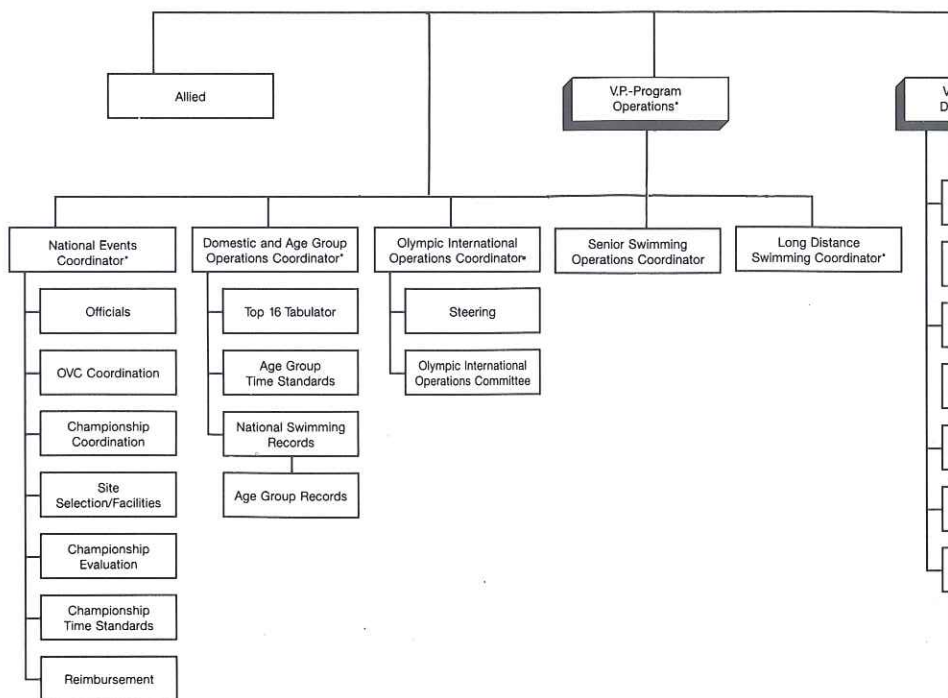 Allied
V.P.-Program
Operations*
V
D
National Events
Coordinator*
Domestic and Age Group
Operations Coordinator*
Olympic International
Operations Coordinator*
Senior Swimming
Operations Coordinator
Long Distance
Swimming Coordinator*
Officials
OVC Coordination
Championship
Coordination
Site
Selection/Facilities
Championship
Evaluation
Championship
Time Standards
Reimbursement
Top 16 Tabulator
Age Group
Time Standards
National Swimming
Records
Age Group Records
Steering
Olympic International
Operations Committee